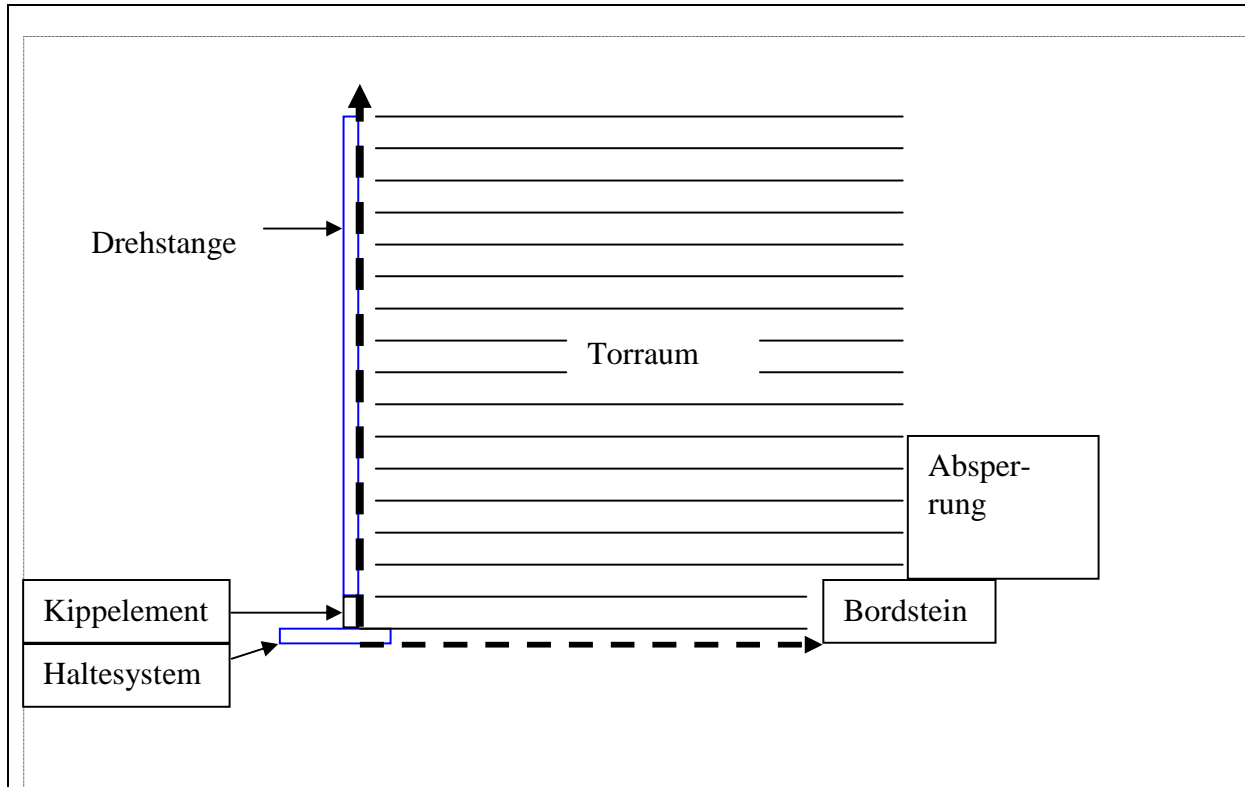 Drehstange
Torraum
Absper-
rung
Kippelement
Bordstein
Haltesystem